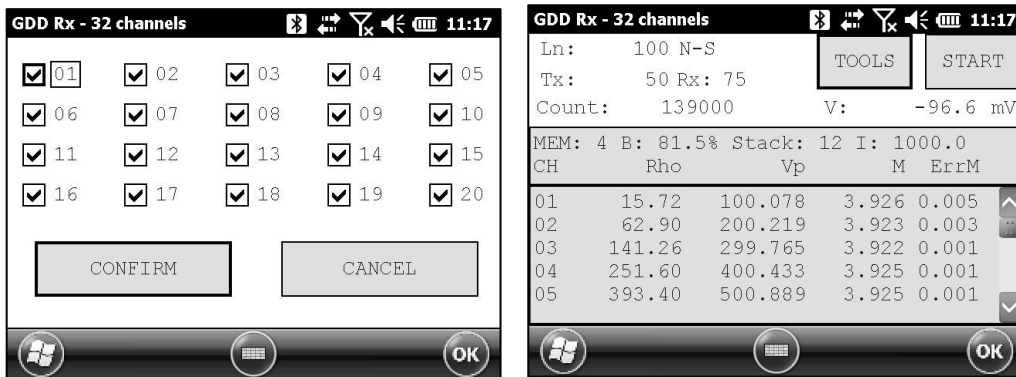 GDD Rx - 32 channels 11:17
01 02 03 04 05
06 07 08 09 10
11 12 13 14 15
16 17 18 19 20
CONFIRM CANCEL
OK
GDD Rx - 32 channels 11:17
Ln: 100 N-S
TOOLS START
Tx: 50 Rx: 75
Count: 139000 V: -96.6 mV
MEM: 4 B: 81.5% Stack: 12 I: 1000.0
CH Rho Vp M ErrM
01 15.72 100.078 3.926 0.005
02 62.90 200.219 3.923 0.003
03 141.26 299.765 3.922 0.001
04 251.60 400.433 3.925 0.001
05 393.40 500.889 3.925 0.001
OK